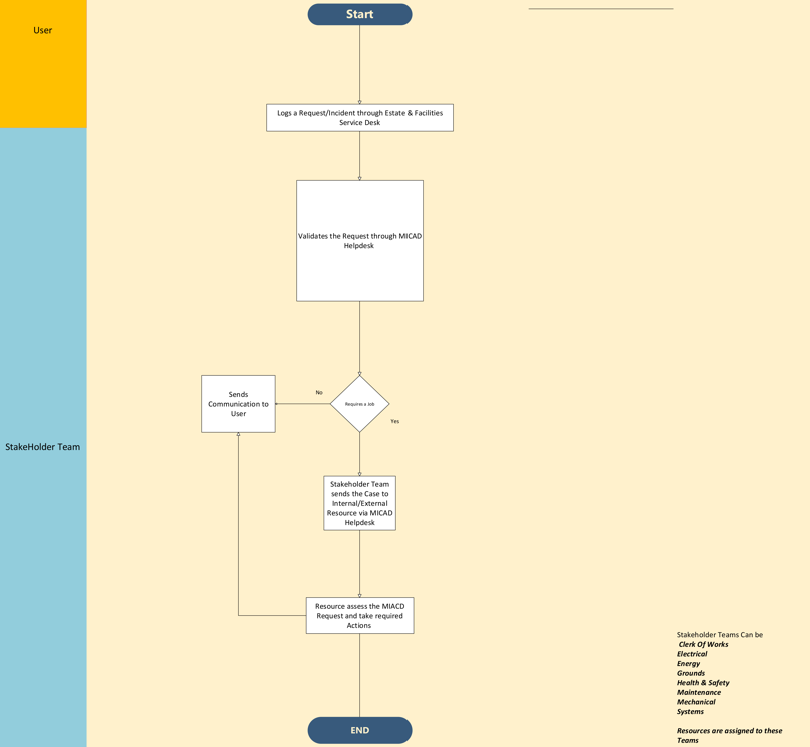 Start
User
Logs a Request/Incident through Estate & Facilities
Service Desk
Validates the Request through MIICAD
Helpdesk
No
Requires a Job
Sends
Communication to
User
Yes
StakeHolder Team
Stakeholder Team
sends the Case to
Internal/External
Resource via MICAD
Helpdesk
Resource assess the MIACD
Request and take required
Actions
Stakeholder Teams Can be
Clerk Of Works
Electrical
Energy
Grounds
Health & Safety
Maintenance
Mechanical
Systems
Resources are assigned to these
Teams
END